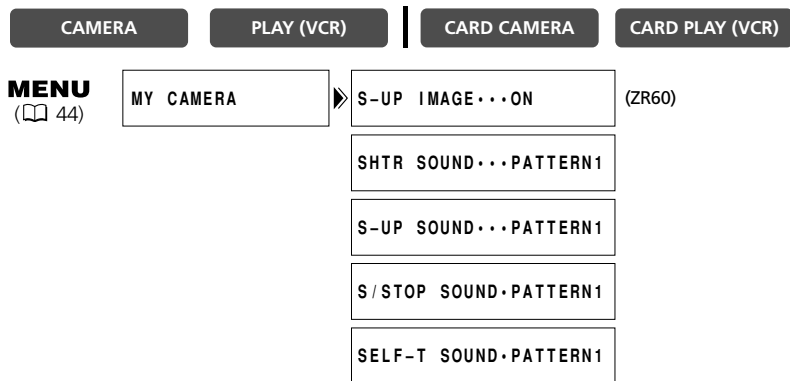 CAMERA PLAY (VCR) CARD CAMERA CARD PLAY (VCR)
MENU MY CAMERA S–UP IMAGE···ON (ZR60)
( 44)
SHTR SOUND···PATTERN1
S–UP SOUND···PATTERN1
S/STOP SOUND·PATTERN1
SELF–T SOUND·PATTERN1